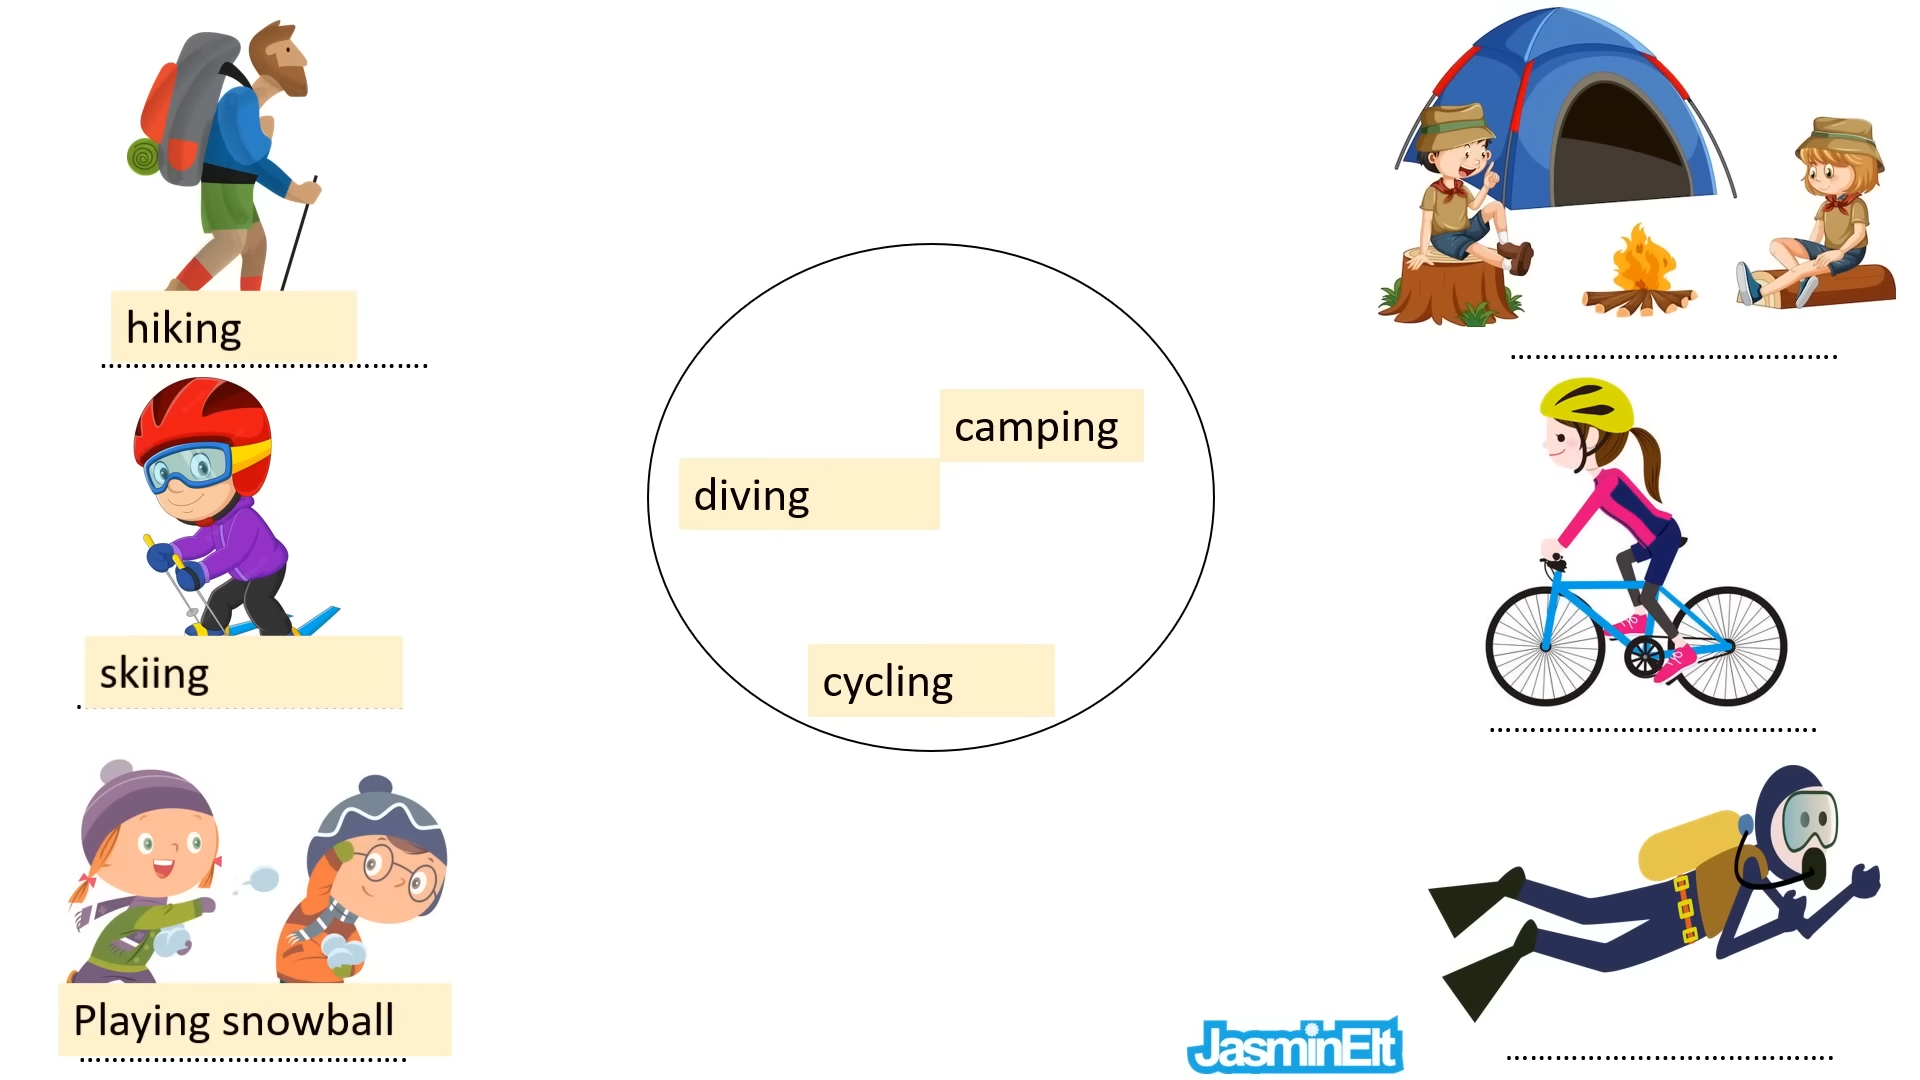 hiking
camping
diving
skiing
cycling
Playing snowball
JasminElt